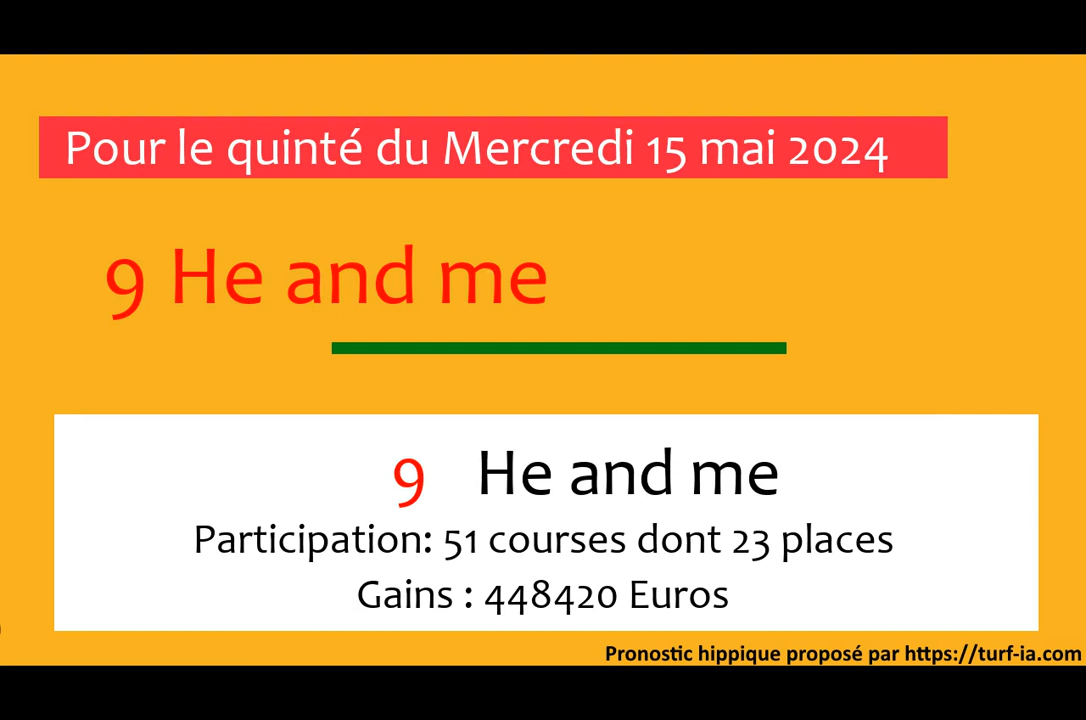 Pour le quinté du Mercredi 15 mai 2024
9 He and me
9 He and me
Participation: 51 courses dont 23 places
Gains : 448420 Euros
Pronostic hippique proposé par https://turf-ia.com